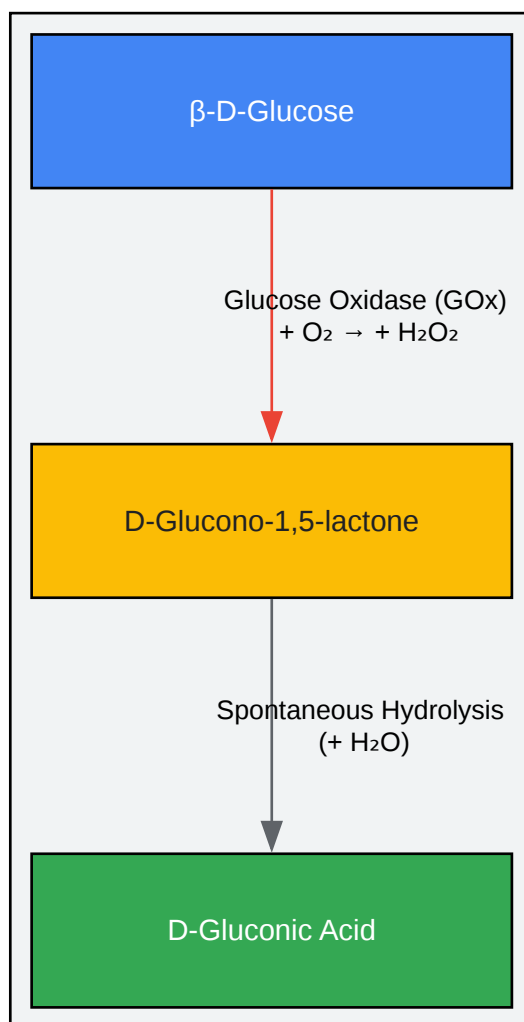 β-D-Glucose
Glucose Oxidase (GOx)
+ O₂ → + H₂O₂
D-Glucono-1,5-lactone
Spontaneous Hydrolysis
(+ H₂O)
D-Gluconic Acid